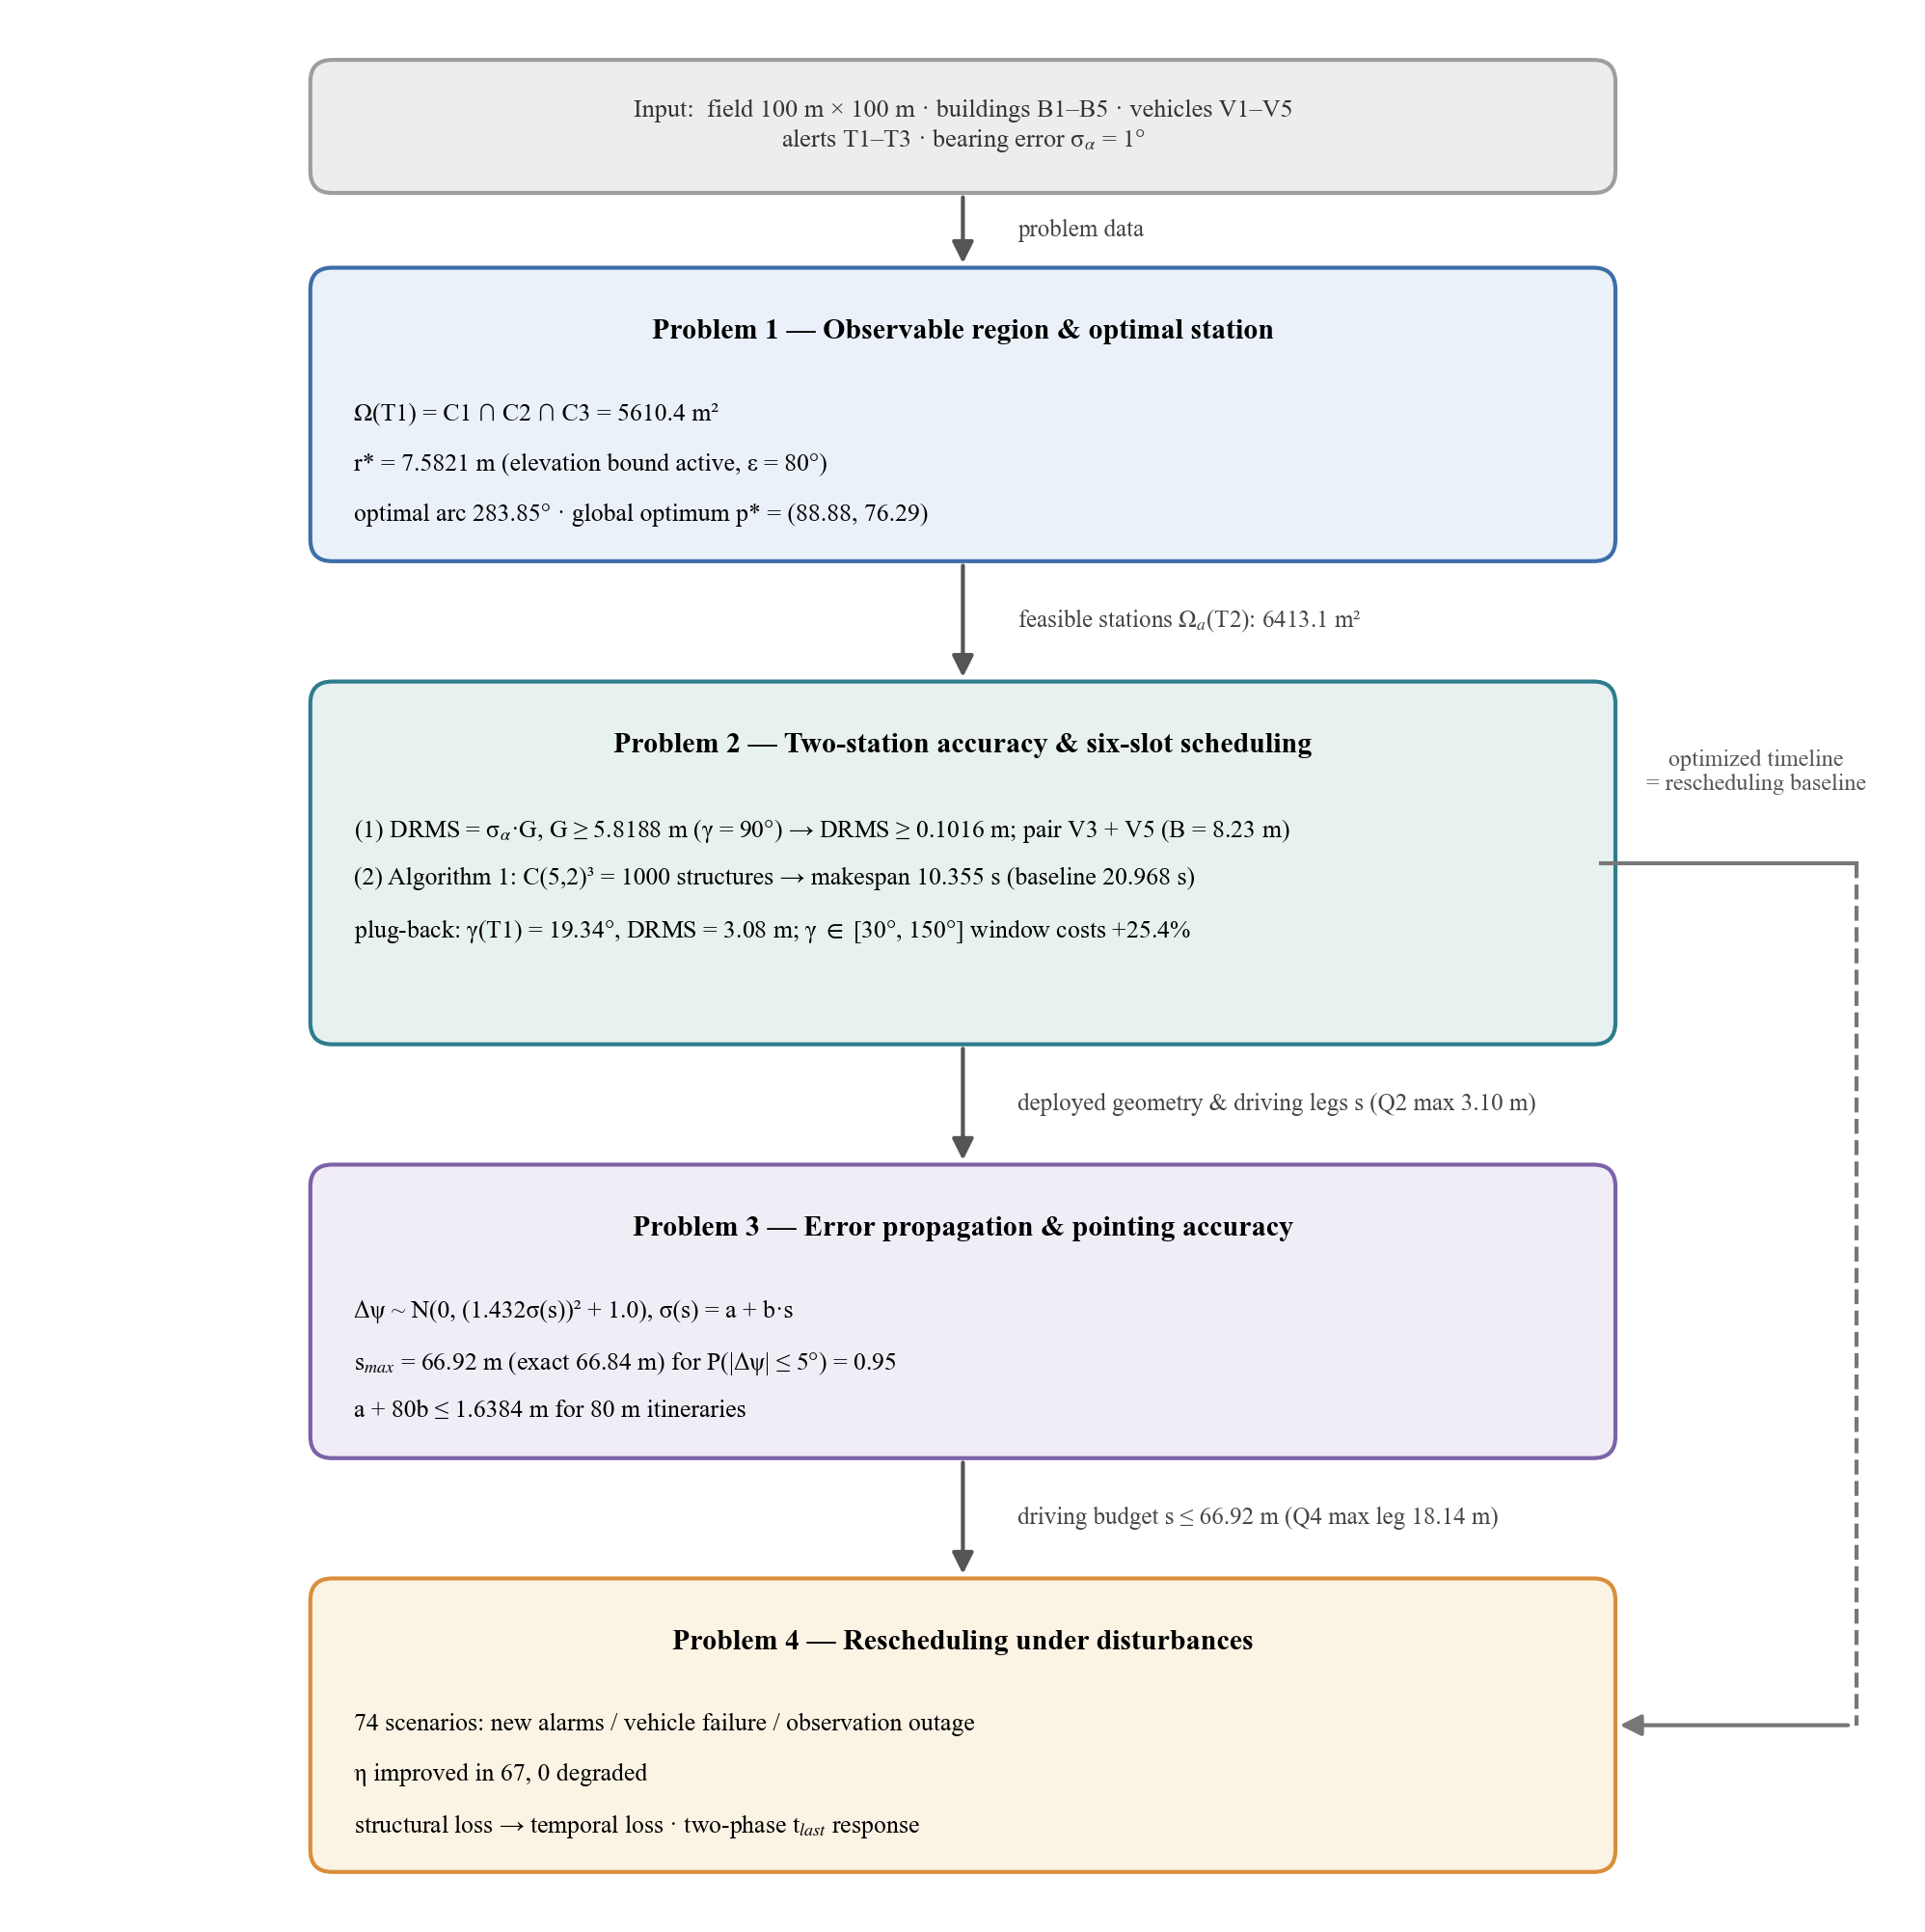 Input:  field 100 m × 100 m · buildings B1–B5 · vehicles V1–V5
alerts T1–T3 · bearing error σα = 1°
problem data
Problem 1 — Observable region & optimal station
Ω(T1) = C1 ∩ C2 ∩ C3 = 5610.4 m²
r* = 7.5821 m (elevation bound active, ε = 80°)
optimal arc 283.85° · global optimum p* = (88.88, 76.29)
feasible stations Ωa(T2): 6413.1 m²
Problem 2 — Two-station accuracy & six-slot scheduling
optimized timeline
= rescheduling baseline
(1) DRMS = σα·G, G ≥ 5.8188 m (γ = 90°) → DRMS ≥ 0.1016 m; pair V3 + V5 (B = 8.23 m)
(2) Algorithm 1: C(5,2)³ = 1000 structures → makespan 10.355 s (baseline 20.968 s)
plug-back: γ(T1) = 19.34°, DRMS = 3.08 m; γ ∈ [30°, 150°] window costs +25.4%
deployed geometry & driving legs s (Q2 max 3.10 m)
Problem 3 — Error propagation & pointing accuracy
Δψ ~ N(0, (1.432σ(s))² + 1.0), σ(s) = a + b·s
smax = 66.92 m (exact 66.84 m) for P(|Δψ| ≤ 5°) = 0.95
a + 80b ≤ 1.6384 m for 80 m itineraries
driving budget s ≤ 66.92 m (Q4 max leg 18.14 m)
Problem 4 — Rescheduling under disturbances
74 scenarios: new alarms / vehicle failure / observation outage
η improved in 67, 0 degraded
structural loss → temporal loss · two-phase tlast response